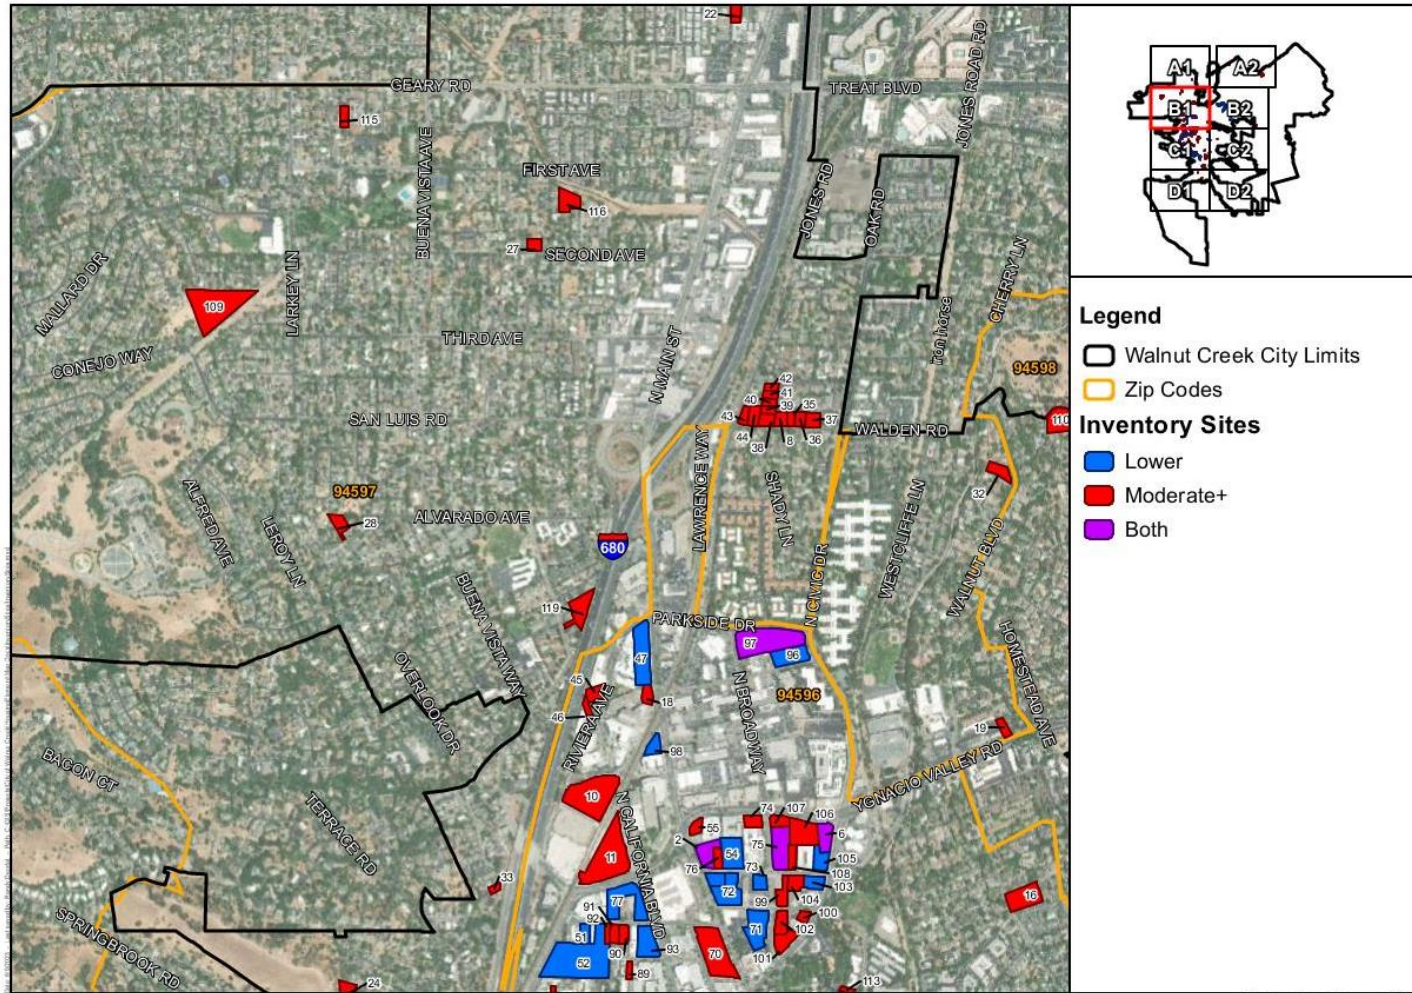 22
GEARY RD
TREAT BLVD
JONES ROAD RD
115
BUENA VISTA AVE
FIRST AVE
116
JONES RD
OAK RD
27
SECOND AVE
MALLARD DR
109
LARKEY LN
CHERRY LN
CONEJO WAY
THIRD AVE
N MAIN ST
Iron horse
94598
42
41
40
39
35
43
37
110
SAN LUIS RD
44
38
8
36
WALDEN RD
LAWRENCE WAY
SHADY LN
32
94597
28
ALVARADO AVE
ALFRED AVE
LEROY LN
680
WESTCLIFFE LN
WALNUT BLVD
N CIVIC DR
BUENA VISTA WAY
119
PARKSIDE DR
97
96
47
HOMESTEAD AVE
OVERLOOK DR
45
46
RIVIERA AVE
18
N BROADWAY
94596
19
98
YGNACIO VALLEY RD
BACON CT
TERRACE RD
10
N CALIFORNIA BLVD
11
55
74
107
106
2
54
75
6
76
73
105
108
103
72
99
104
33
16
77
91
92
100
51
71
102
SPRINGBROOK RD
52
90
93
70
101
89
24
113
A1
A2
B1
B2
C1
C2
D1
D2
Legend
Walnut Creek City Limits
Zip Codes
Inventory Sites
Lower
Moderate+
Both